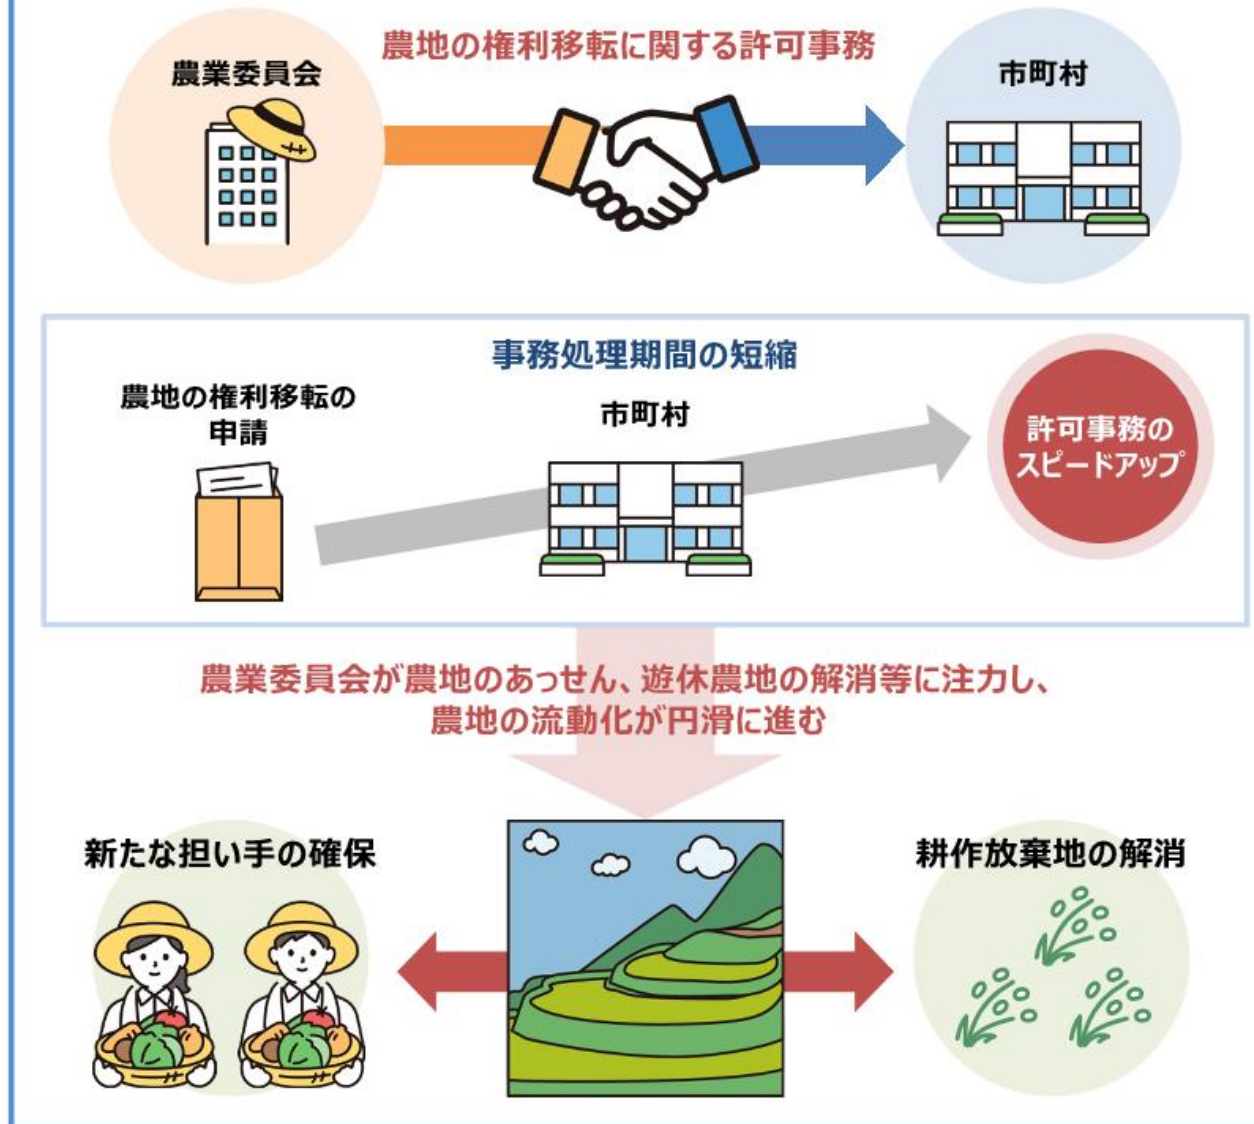 農地の権利移転に関する許可事務
農業委員会
市町村
事務処理期間の短縮
農地の権利移転の
申請
市町村
許可事務の
スピードアップ
農業委員会が農地のあっせん、遊休農地の解消等に注力し、
農地の流動化が円滑に進む
新たな担い手の確保
耕作放棄地の解消